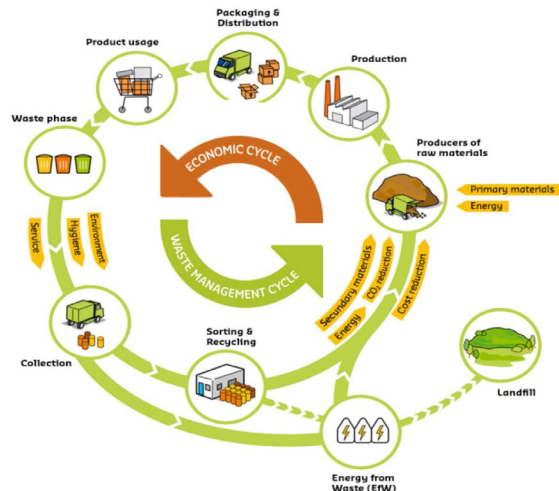 Packaging &
Distribution
Product usage
Production
Waste phase
Producers of
raw materials
ECONOMIC CYCLE
Primary materials
Energy
WASTE MANAGEMENT CYCLE
Service
Hygiene
Environment
Secundary materials
Energy
CO₂ reduction
Cost reduction
Sorting &
Recycling
Collection
Landfill
Energy from
Waste (EfW)